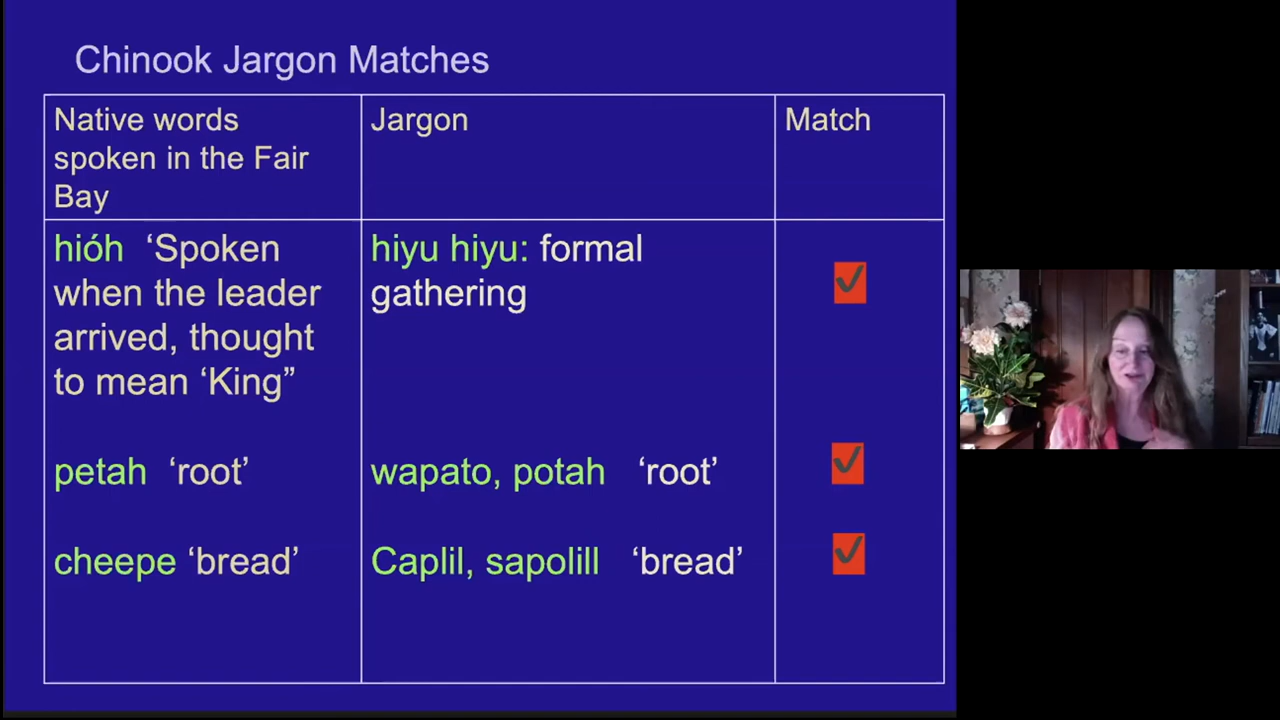 Chinook Jargon Matches
Native words
spoken in the Fair
Bay
Jargon
Match
hióh ‘Spoken
when the leader
arrived, thought
to mean ‘King”
hiyu hiyu: formal
gathering
petah ‘root’
wapato, potah ‘root’
cheepe ‘bread’
Caplil, sapolill ‘bread’